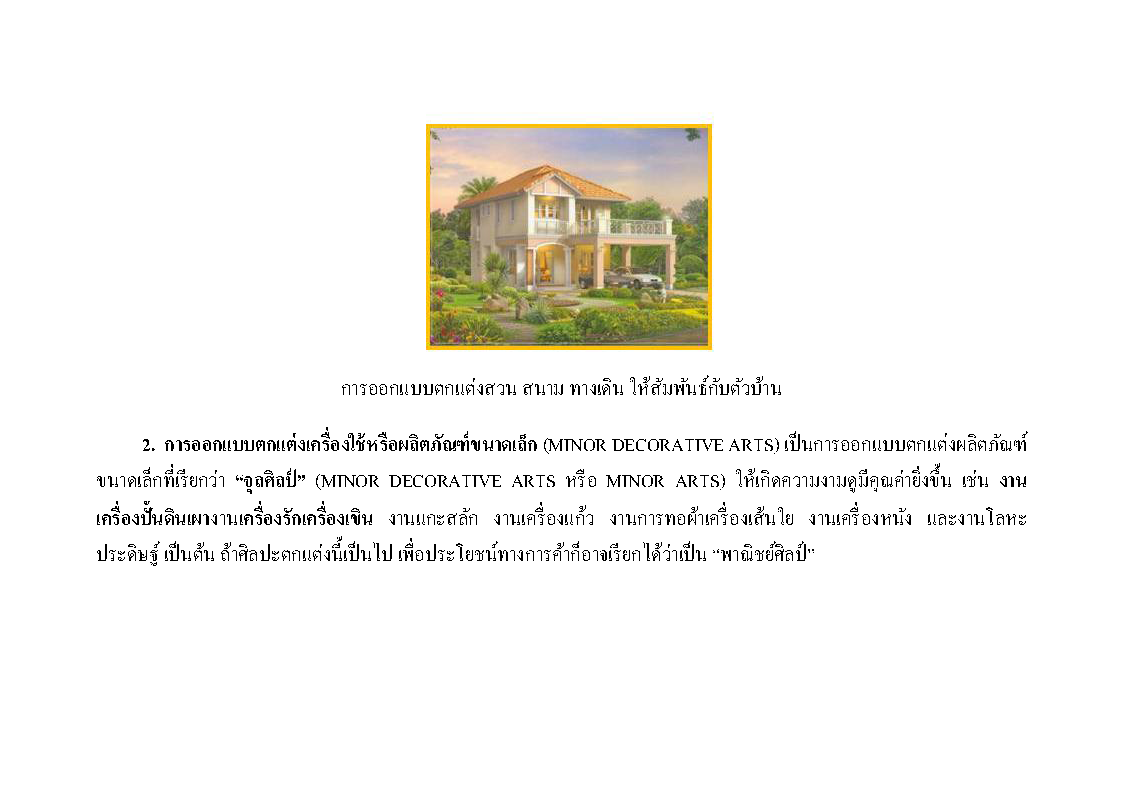 การออกแบบตกแต่งสวน สนาม ทางเดิน ให้สัมพันธ์กับตัวบ้าน
2. การออกแบบตกแต่งเครื่องใช้หรือผลิตภัณฑ์ขนาดเล็ก (MINOR DECORATIVE ARTS) เป็นการออกแบบตกแต่งผลิตภัณฑ์
ขนาดเล็กที่เรียกว่า “จุลศิลป์” (MINOR DECORATIVE ARTS หรือ MINOR ARTS) ให้เกิดความงามดูมีคุณค่ายิ่งขึ้น เช่น งาน
เครื่องปั้นดินเผางานเครื่องรักเครื่องเขิน งานแกะสลัก งานเครื่องแก้ว งานการทอผ้าเครื่องเส้นใย งานเครื่องหนัง และงานโลหะ
ประดิษฐ์ เป็นต้น ถ้าศิลปะตกแต่งนี้เป็นไป เพื่อประโยชน์ทางการค้าก็อาจเรียกได้ว่าเป็น “พาณิชย์ศิลป์”